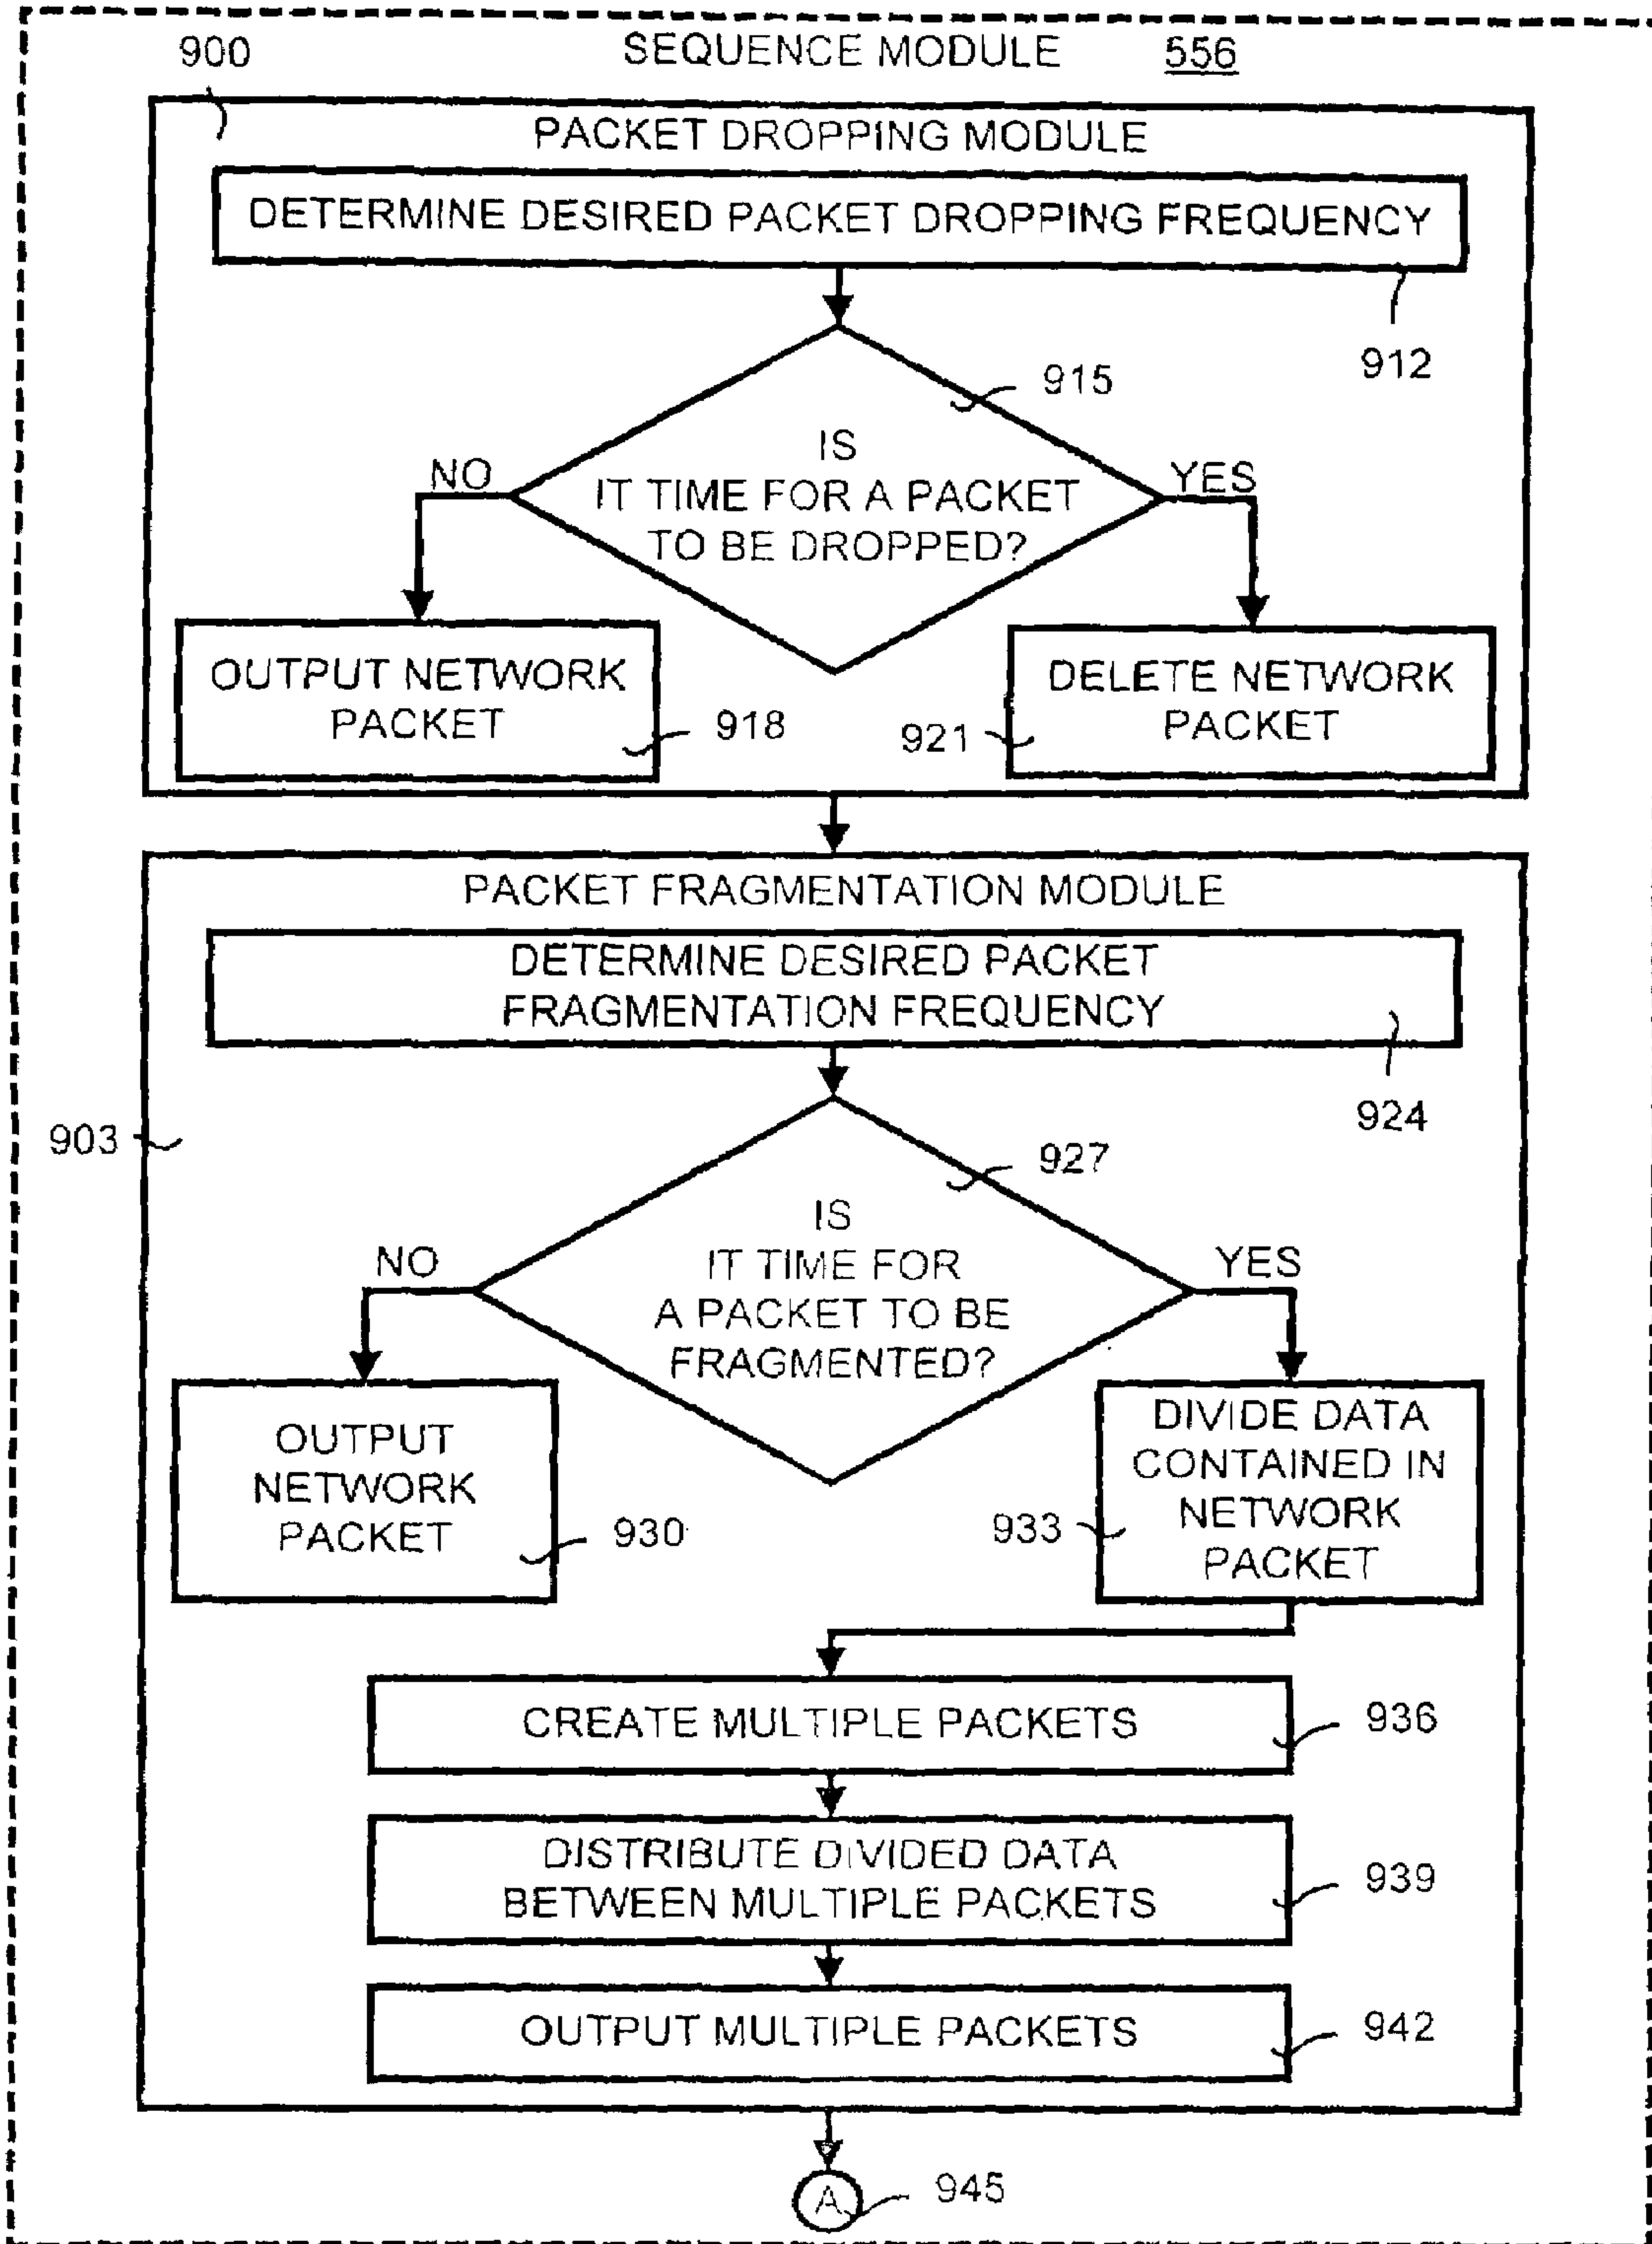 900
SEQUENCE MODULE 556
PACKET DROPPING MODULE
DETERMINE DESIRED PACKET DROPPING FREQUENCY
912
915
IS
IT TIME FOR A PACKET
TO BE DROPPED?
NO
YES
OUTPUT NETWORK
PACKET
918
DELETE NETWORK
PACKET
921
PACKET FRAGMENTATION MODULE
DETERMINE DESIRED PACKET
FRAGMENTATION FREQUENCY
924
903
927
IS
IT TIME FOR
A PACKET TO BE
FRAGMENTED?
NO
YES
OUTPUT
NETWORK
PACKET
930
DIVIDE DATA
CONTAINED IN
NETWORK
PACKET
933
CREATE MULTIPLE PACKETS
936
DISTRIBUTE DIVIDED DATA
BETWEEN MULTIPLE PACKETS
939
OUTPUT MULTIPLE PACKETS
942
A
945